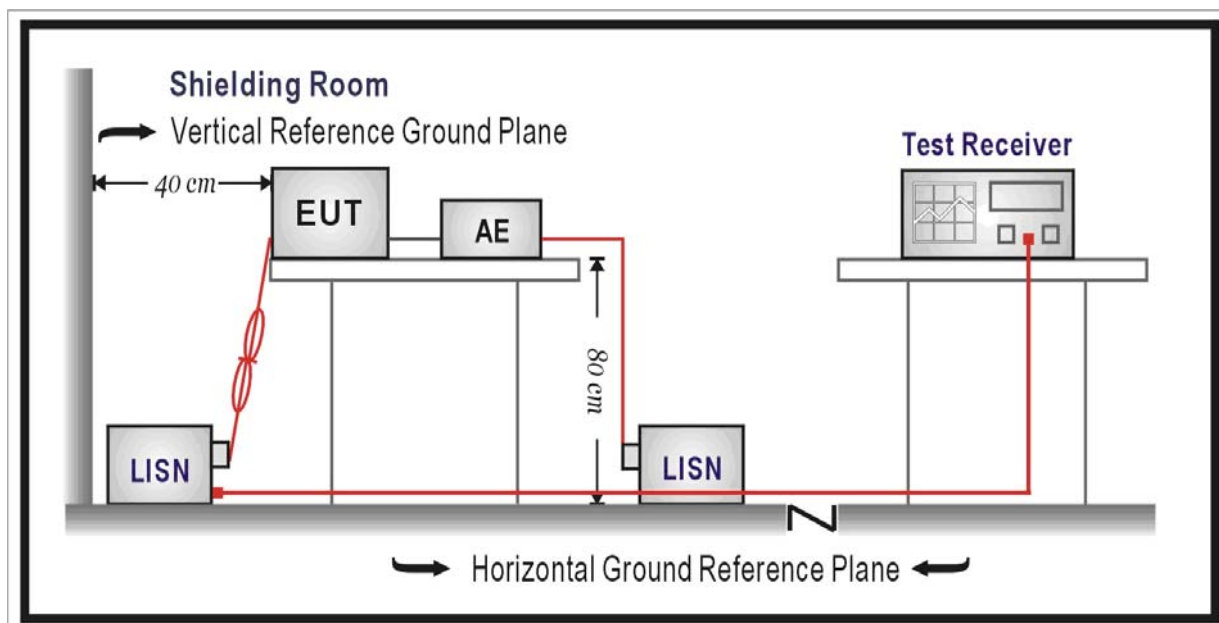 Shielding Room
Vertical Reference Ground Plane
Test Receiver
40 cm
EUT
AE
80 cm
LISN
LISN
Horizontal Ground Reference Plane